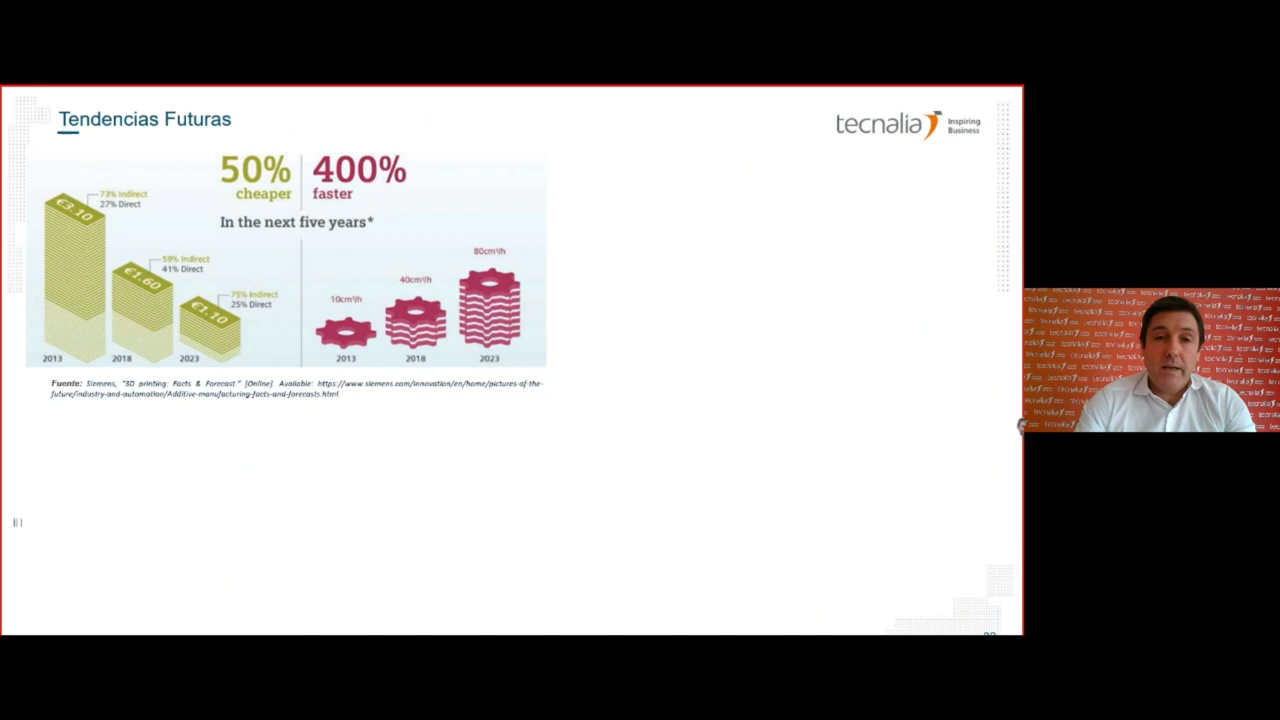 Tendencias Futuras
tecnalia Inspiring
Business
50% 400%
cheaper faster
In the next five years*
€3.10
73% Indirect
27% Direct
€1.60
59% Indirect
41% Direct
€1.10
75% Indirect
25% Direct
2013 2018 2023
10cm³/h
40cm³/h
80cm³/h
2013 2018 2023
Fuente: Siemens, "3D printing: Facts & Forecast." [Online]. Available: https://www.siemens.com/innovation/en/home/pictures-of-the-
future/industry-and-automation/Additive-manufacturing-facts-and-forecasts.html.
tecnalia